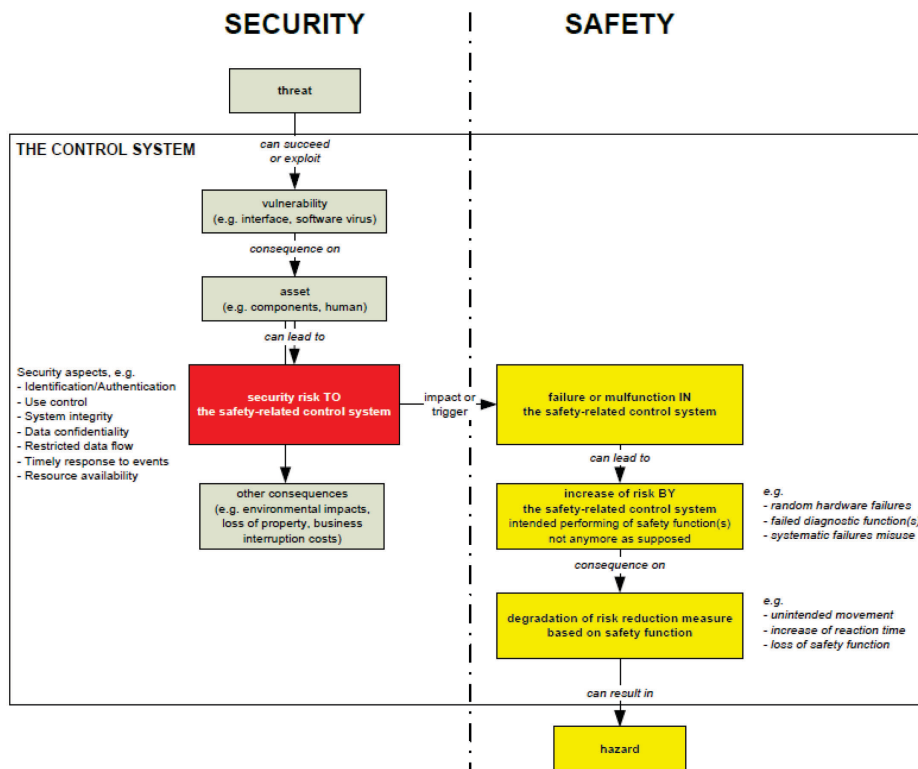 SECURITY
SAFETY
threat
THE CONTROL SYSTEM
can succeed
or exploit
vulnerability
(e.g. interface, software virus)
consequence on
asset
(e.g. components, human)
can lead to
Security aspects, e.g.
- Identification/Authentication
- Use control
- System integrity
- Data confidentiality
- Restricted data flow
- Timely response to events
- Resource availability
security risk TO
the safety-related control system
impact or
trigger
failure or mulfunction IN
the safety-related control system
can lead to
other consequences
(e.g. environmental impacts,
loss of property, business
interruption costs)
increase of risk BY
the safety-related control system
intended performing of safety function(s)
not anymore as supposed
e.g.
- random hardware failures
- failed diagnostic function(s)
- systematic failures misuse
consequence on
degradation of risk reduction measure
based on safety function
e.g.
- unintended movement
- increase of reaction time
- loss of safety function
can result in
hazard